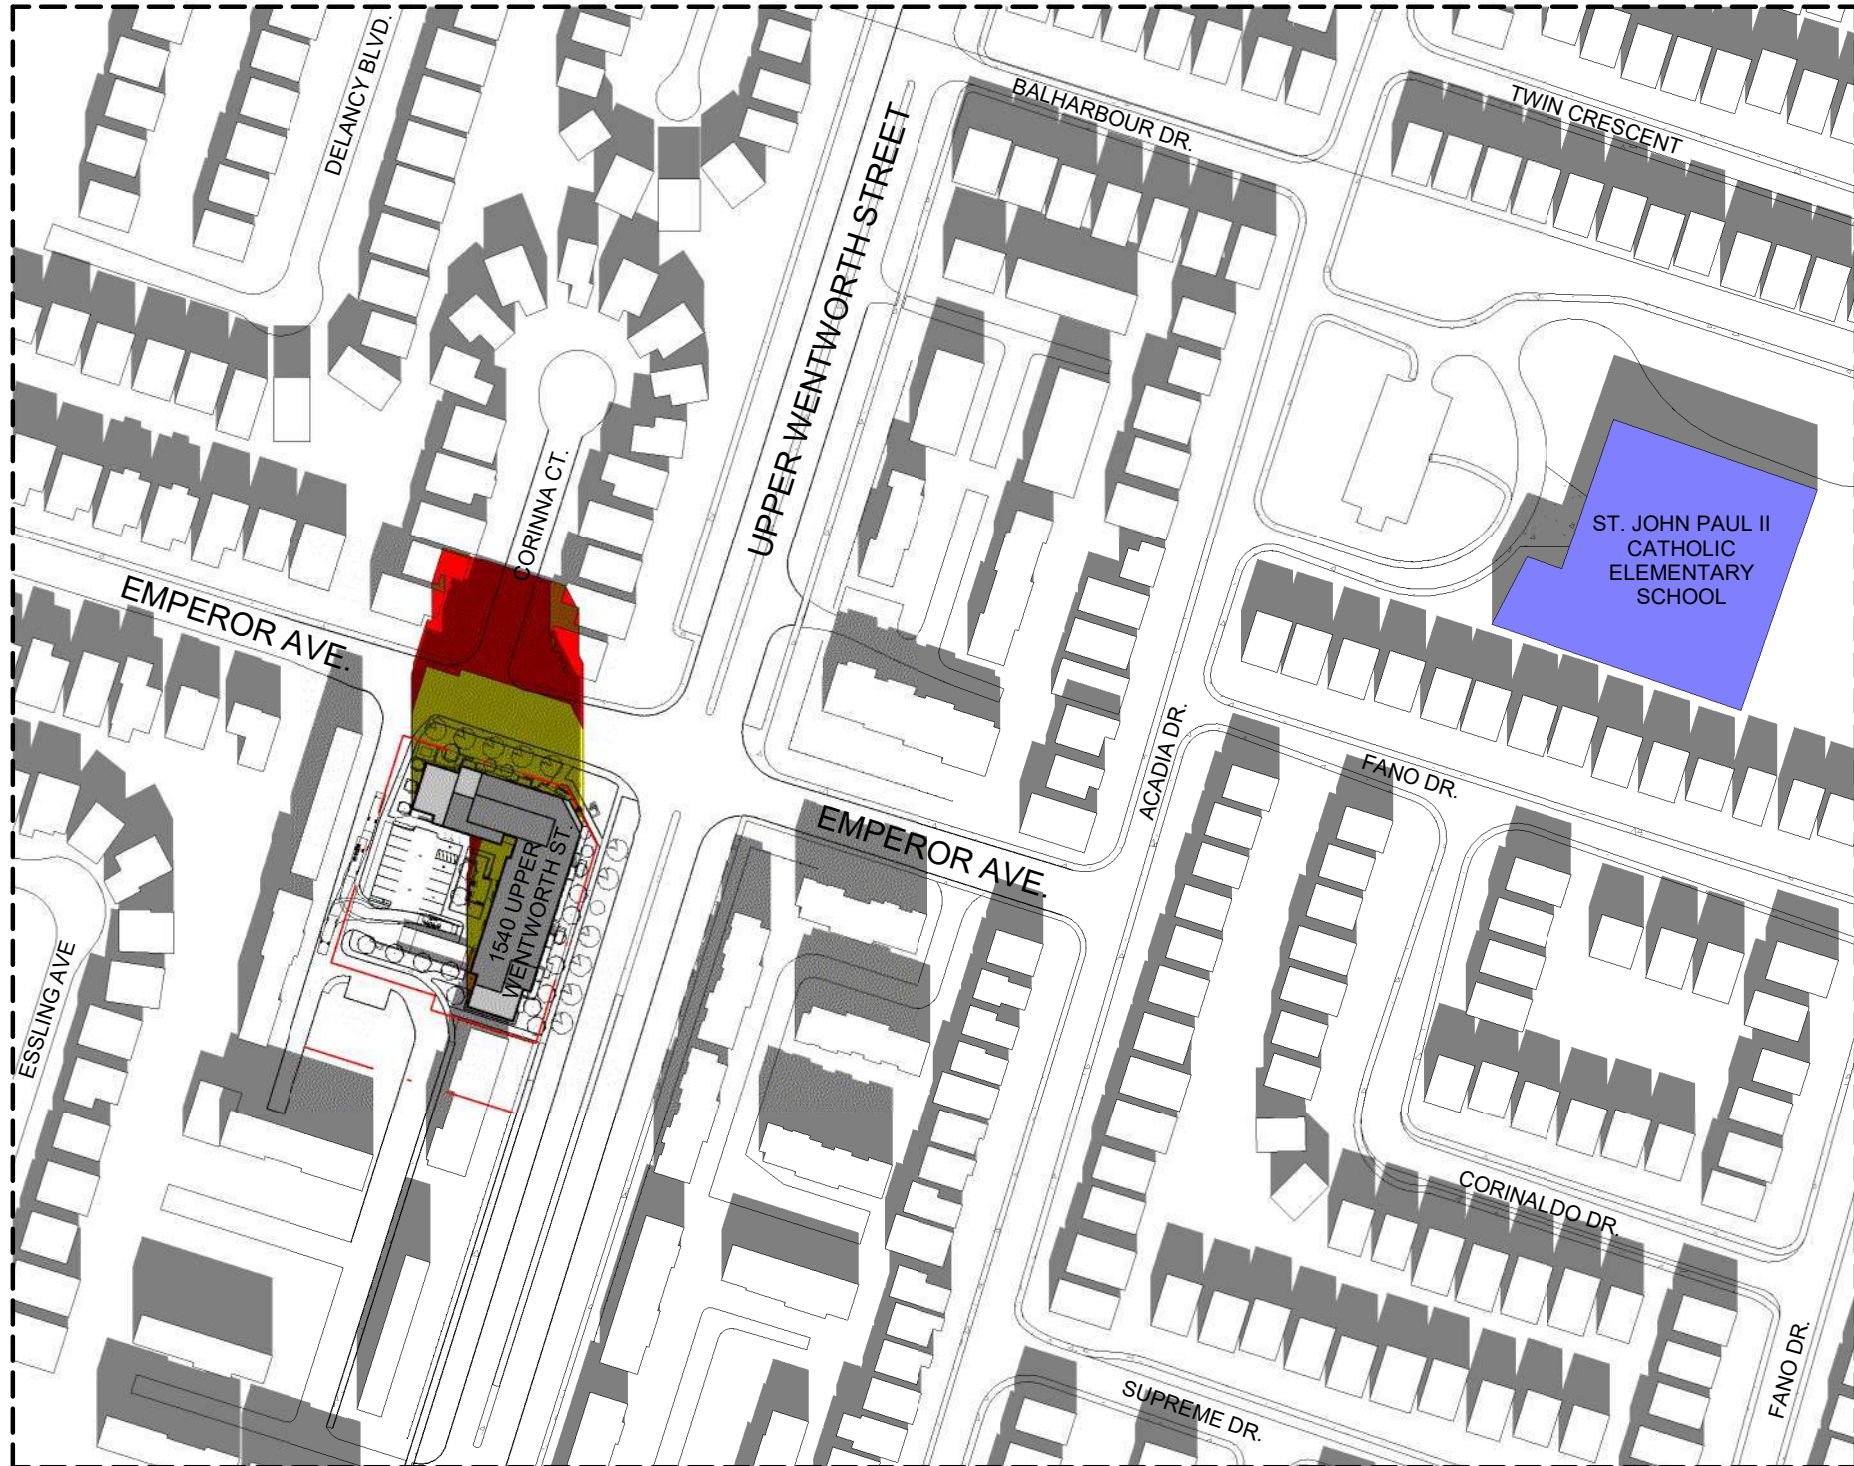 DELANCY BLVD.
BALHARBOUR DR.
TWIN CRESCENT
UPPER WENTWORTH STREET
CORINNA CT.
ST. JOHN PAUL II
CATHOLIC
ELEMENTARY
SCHOOL
EMPEROR AVE.
ACADIA DR.
FANO DR.
EMPEROR AVE.
1540 UPPER
WENTWORTH ST.
ESSLING AVE
CORINALDO DR.
SUPREME DR.
FANO DR.